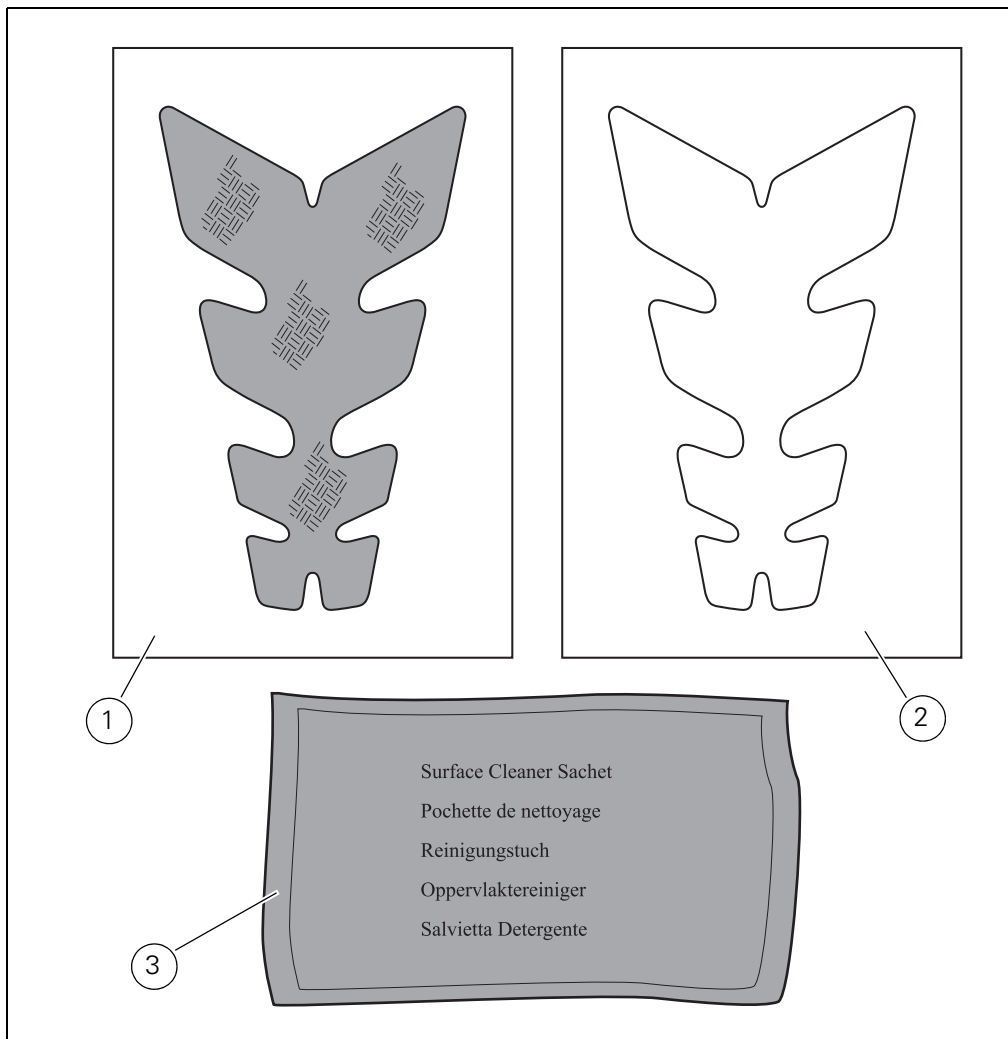 1
2
Surface Cleaner Sachet
Pochette de nettoyage
Reinigungstuch
Oppervlaktereiniger
Salvietta Detergente
3